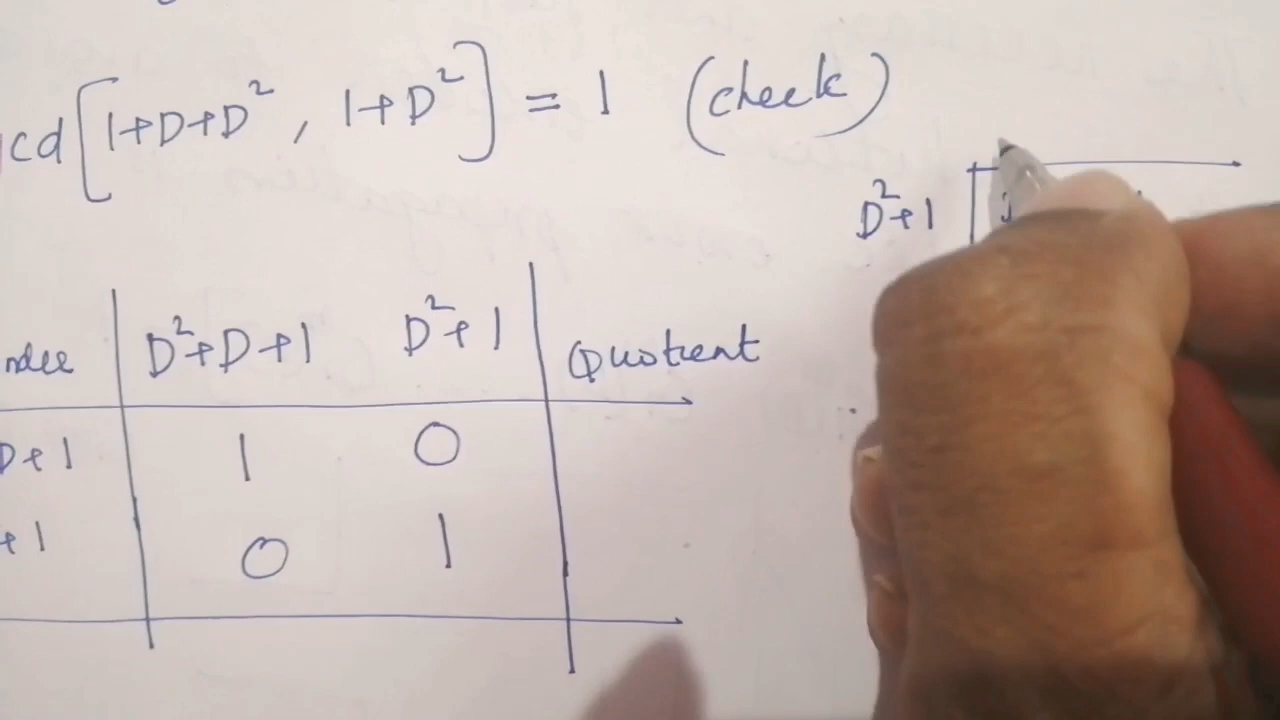 cd [1+D+D², 1+D²] = 1 (check)
D²+1
D²+D+1 D²+1 Quotient
D+1 1 0
+1 0 1